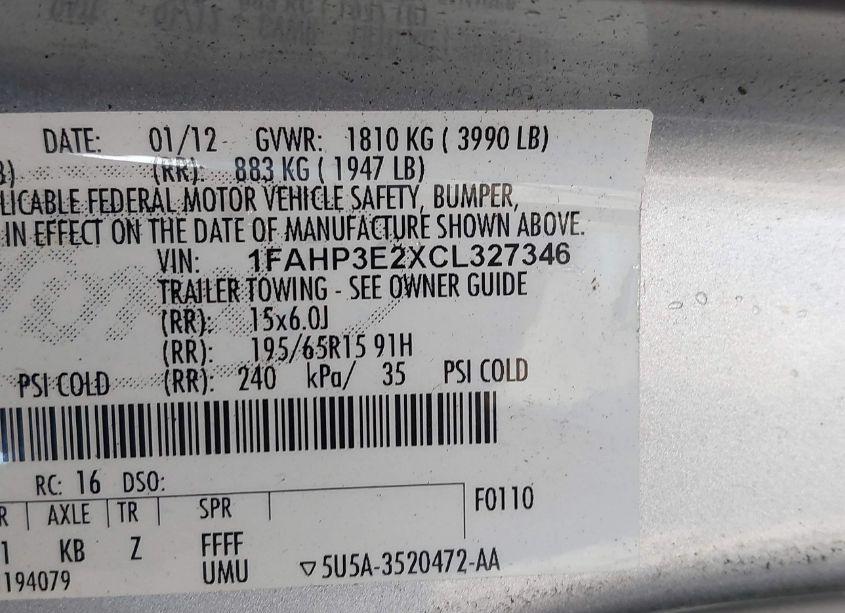 DATE: 01/12 GVWR: 1810 KG ( 3990 LB)
(RR): 883 KG ( 1947 LB)
LICABLE FEDERAL MOTOR VEHICLE SAFETY, BUMPER,
IN EFFECT ON THE DATE OF MANUFACTURE SHOWN ABOVE.
VIN: 1FAHP3E2XCL327346
TRAILER TOWING - SEE OWNER GUIDE
(RR): 15x6.0J
(RR): 195/65R15 91H
PSI COLD (RR): 240 kPa/ 35 PSI COLD
RC: 16 DSO:
R AXLE TR SPR F0110
1 KB Z FFFF
194079 UMU ▽5U5A-3520472-AA